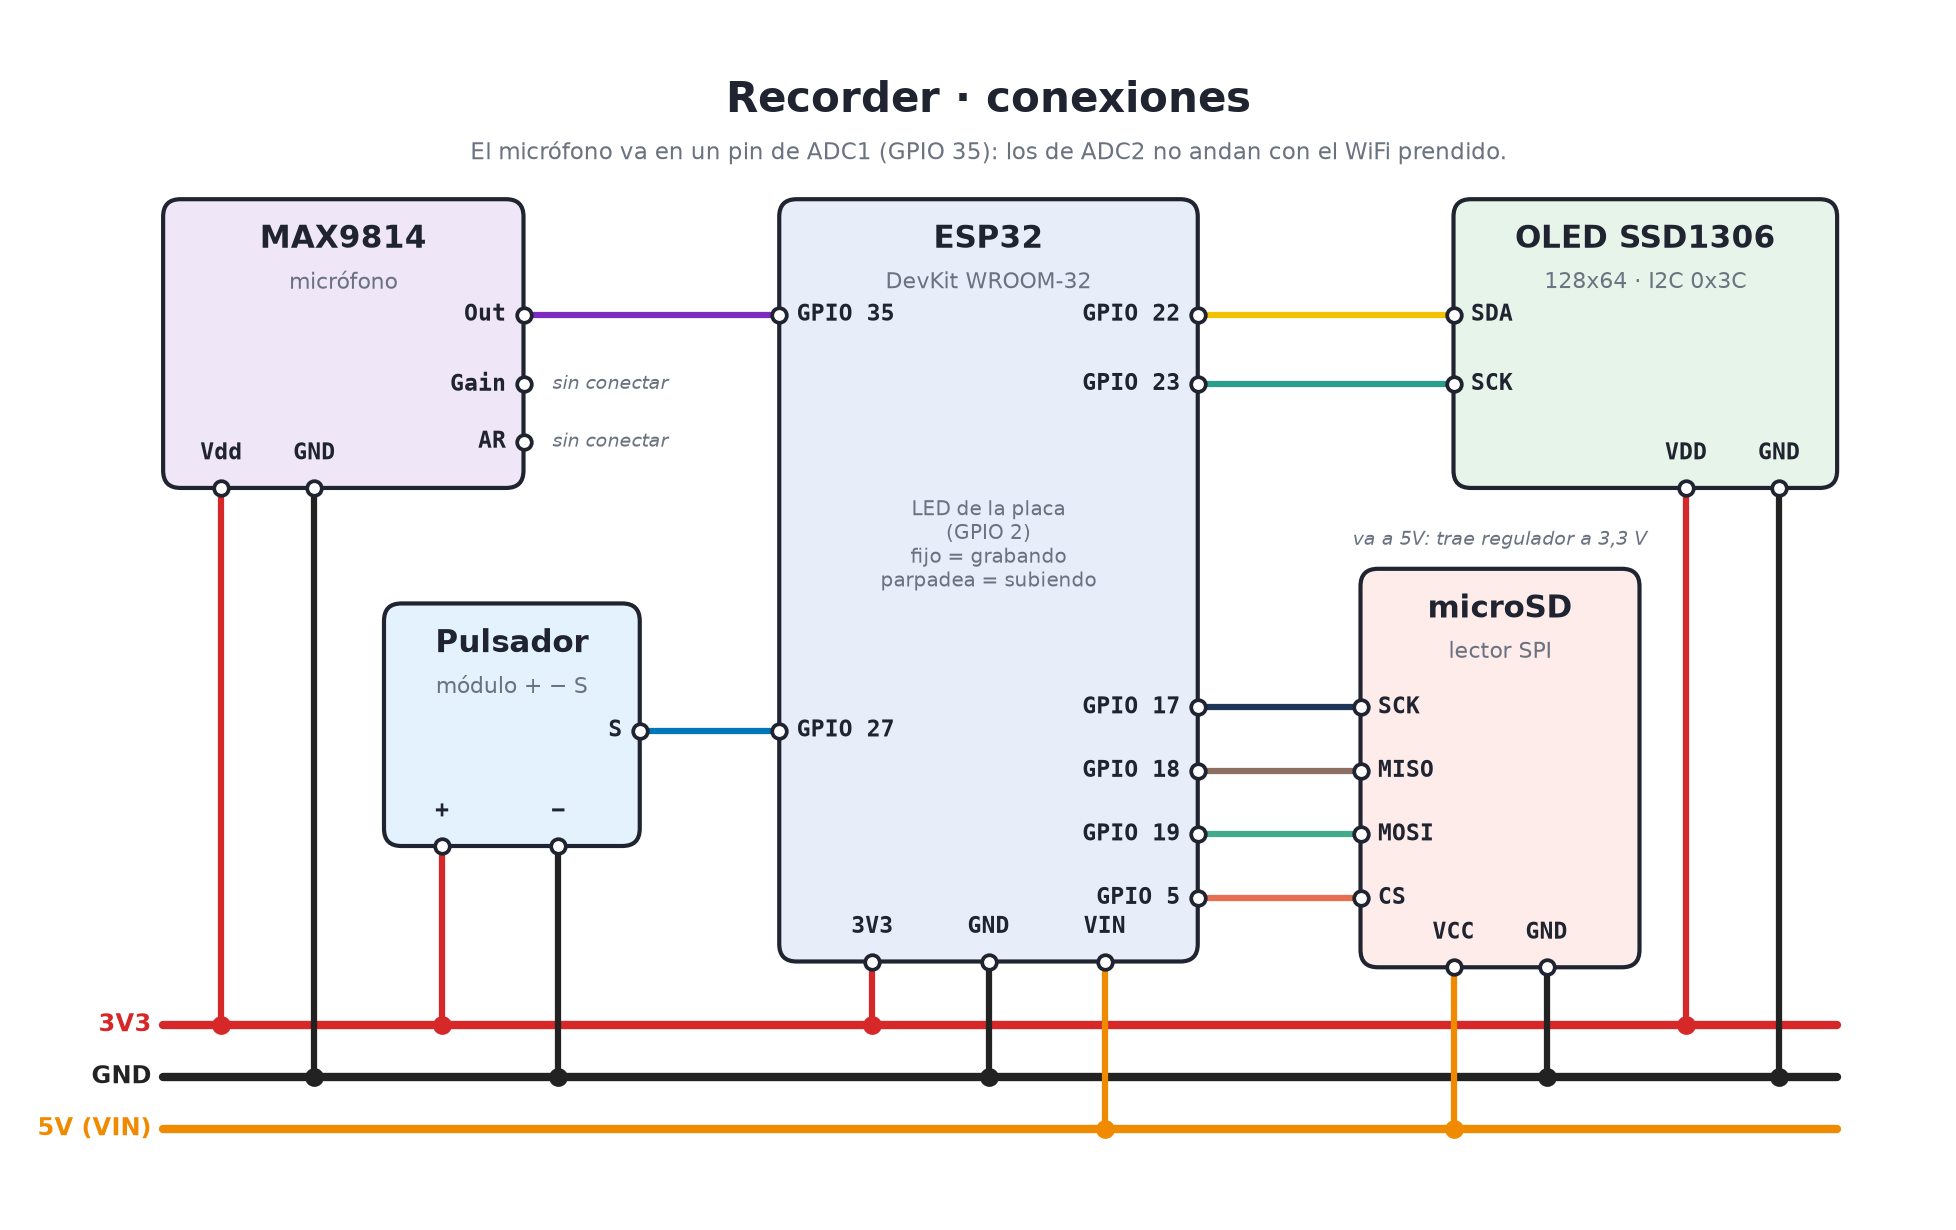 Recorder · conexiones
El micrófono va en un pin de ADC1 (GPIO 35): los de ADC2 no andan con el WiFi prendido.
MAX9814
micrófono
Out
Gain
sin conectar
AR
sin conectar
Vdd
GND
ESP32
DevKit WROOM-32
GPIO 35
GPIO 22
GPIO 23
LED de la placa
(GPIO 2)
fijo = grabando
parpadea = subiendo
GPIO 27
GPIO 17
GPIO 18
GPIO 19
GPIO 5
3V3
GND
VIN
OLED SSD1306
128x64 · I2C 0x3C
SDA
SCK
VDD
GND
Pulsador
módulo + − S
S
+
−
va a 5V: trae regulador a 3,3 V
microSD
lector SPI
SCK
MISO
MOSI
CS
VCC
GND
3V3
GND
5V (VIN)